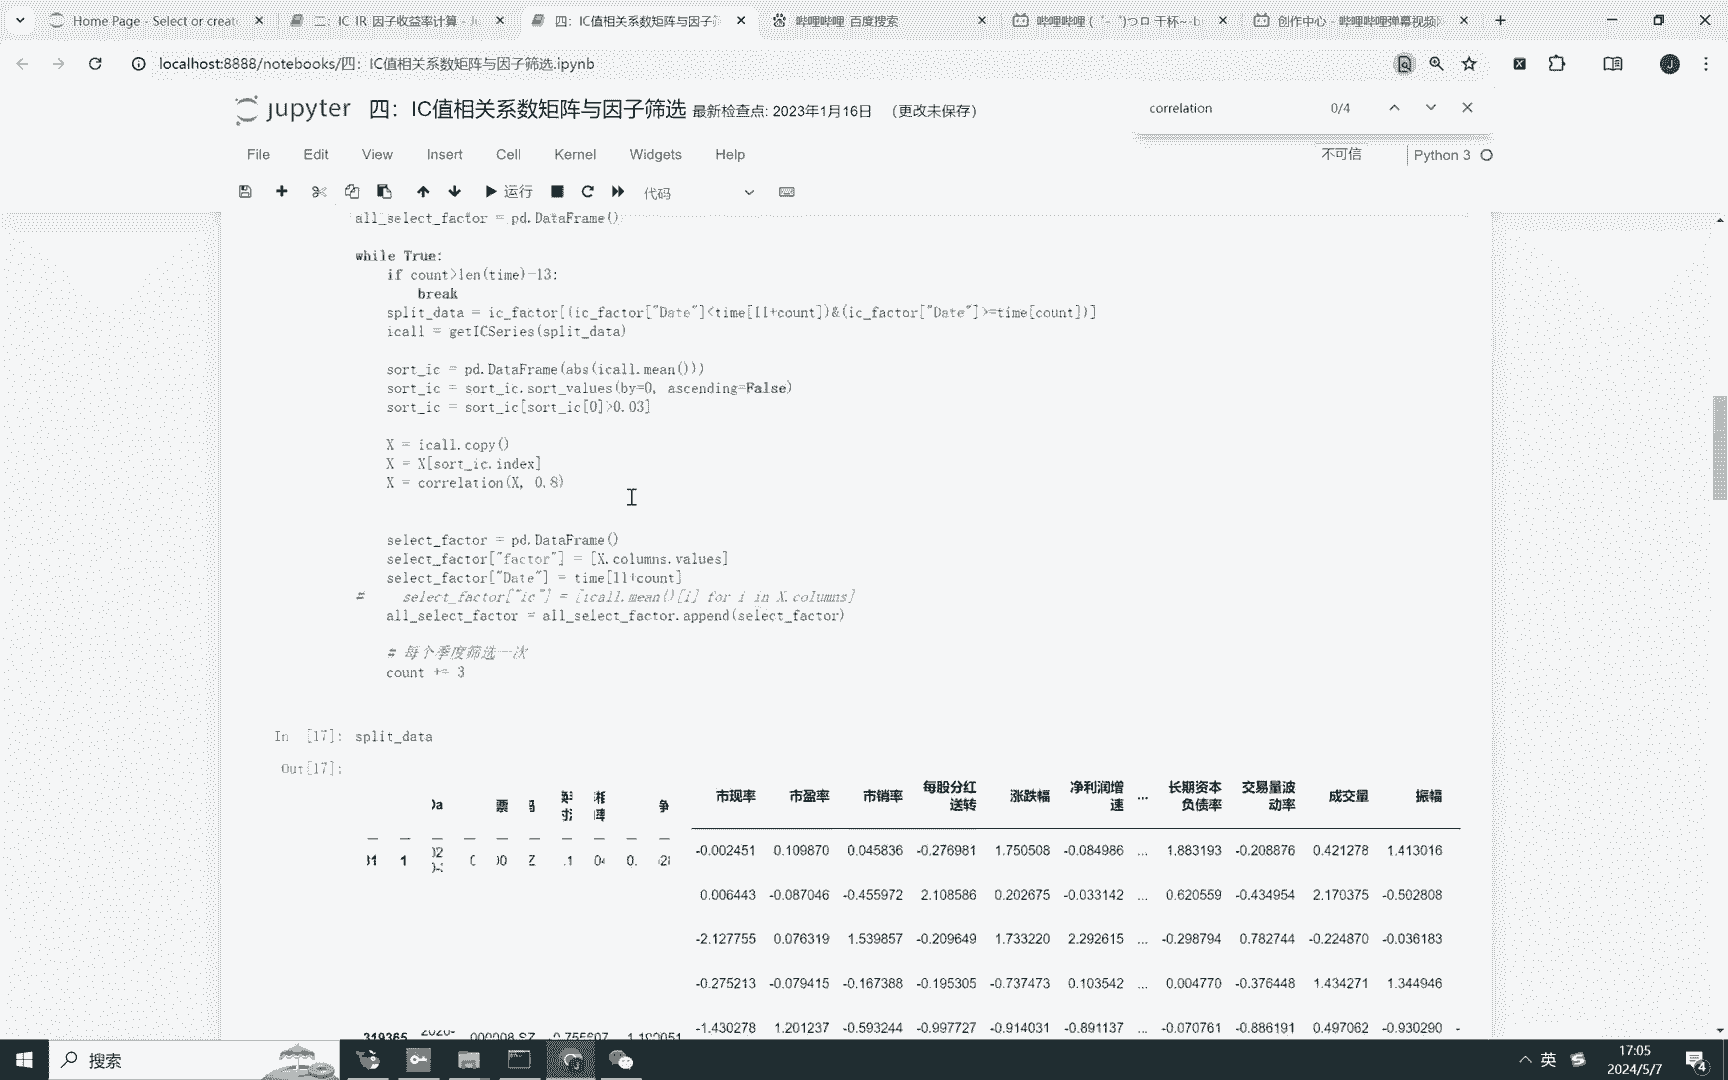 Home Page - Select or create
二：IC_IR_因子收益率计算 - Ju
四：IC值相关系数矩阵与因子筛
哔哩哔哩_百度搜索
哔哩哔哩 (゜-゜)つロ 干杯~-b
创作中心 - 哔哩哔哩弹幕视频网
localhost:8888/notebooks/四：IC值相关系数矩阵与因子筛选.ipynb
jupyter 四：IC值相关系数矩阵与因子筛选 最新检查点: 2023年1月16日 (更改未保存)
correlation 0/4
File Edit View Insert Cell Kernel Widgets Help
不可信 Python 3
运行 代码
all_select_factor = pd.DataFrame()
while True:
if count>len(time)-13:
break
split_data = ic_factor[(ic_factor["Date"]<time[11+count])&(ic_factor["Date"]>=time[count])]
icall = getICSeries(split_data)
sort_ic = pd.DataFrame(abs(icall.mean()))
sort_ic = sort_ic.sort_values(by=0, ascending=False)
sort_ic = sort_ic[sort_ic[0]>0.03]
X = icall.copy()
X = X[sort_ic.index]
X = correlation(X, 0.8)
select_factor = pd.DataFrame()
select_factor["factor"] = [X.columns.values]
select_factor["Date"] = time[11+count]
# select_factor["ic"] = [icall.mean()[i] for i in X.columns]
all_select_factor = all_select_factor.append(select_factor)
# 每个季度筛选一次
count += 3
In [17]: split_data
Out[17]:
市现率 市盈率 市销率 每股分红送转 涨跌幅 净利润增速 ... 长期资本负债率 交易量波动率 成交量 振幅
-0.002451 0.109870 0.045836 -0.276981 1.750508 -0.084986 ... 1.883193 -0.208876 0.421278 1.413016
0.006443 -0.087046 -0.455972 2.108586 0.202675 -0.033142 ... 0.620559 -0.434954 2.170375 -0.502808
-2.127755 0.076319 1.539857 -0.209649 1.733220 2.292615 ... -0.298794 0.782744 -0.224870 -0.036183
-0.275213 -0.079415 -0.167388 -0.195305 -0.737473 0.103542 ... 0.004770 -0.376448 1.434271 1.344946
-1.430278 1.201237 -0.593244 -0.997727 -0.914031 -0.891137 ... -0.070761 -0.886191 0.497062 -0.930290
搜索
英
17:05
2024/5/7
4